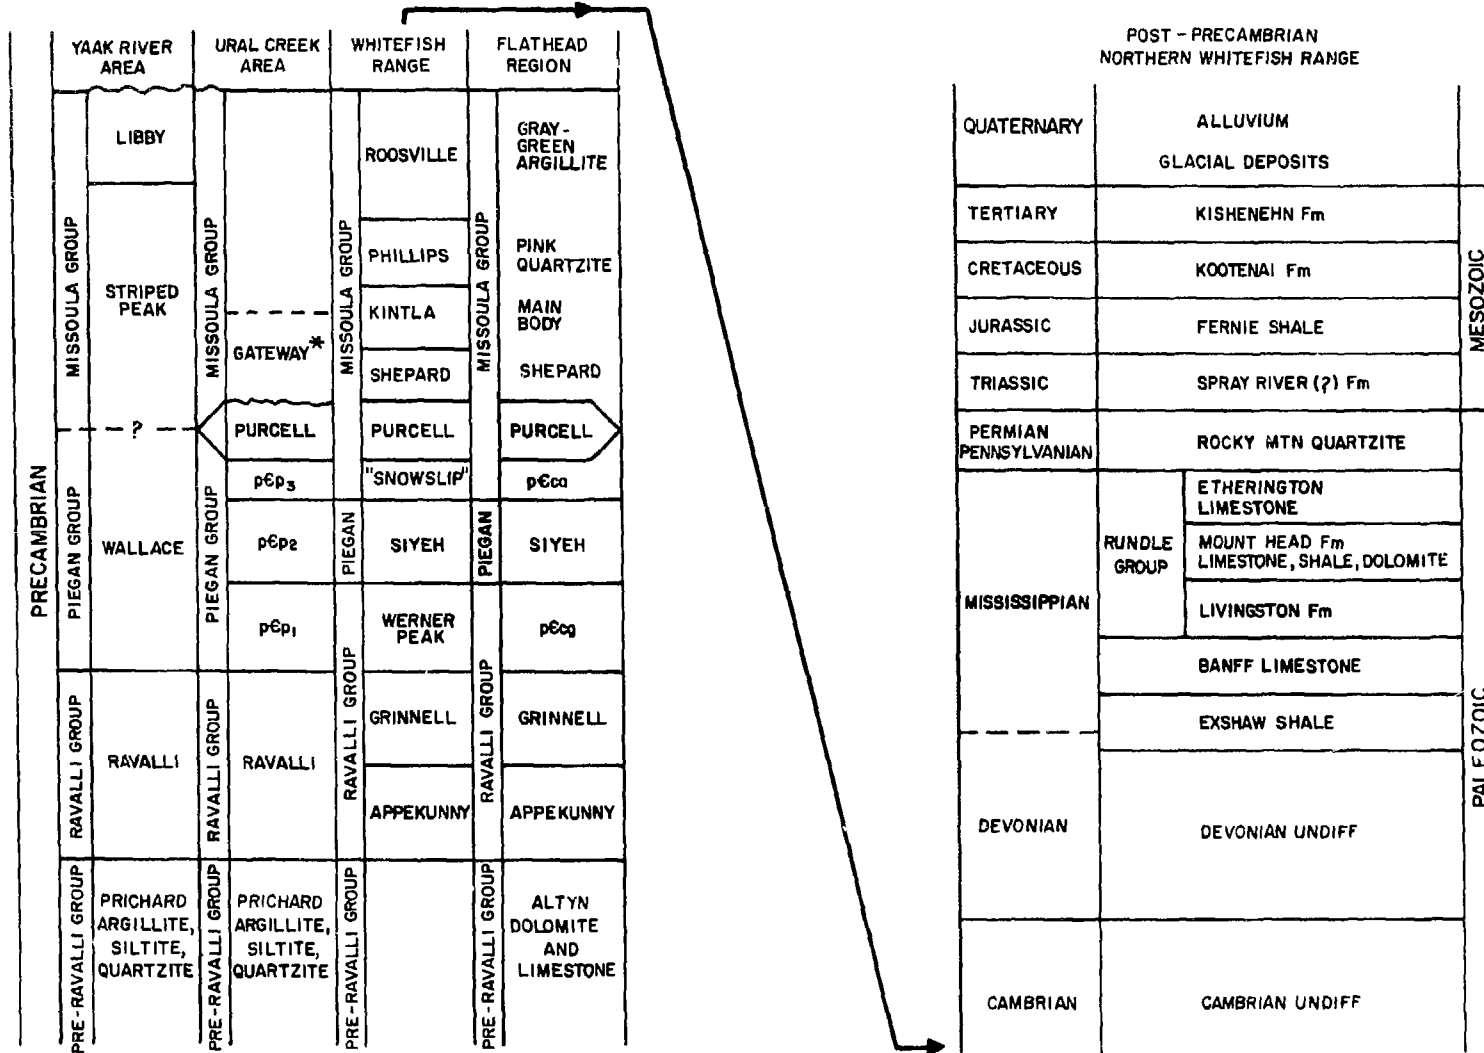 YAAK RIVER
AREA
URAL CREEK
AREA
WHITEFISH
RANGE
FLATHEAD
REGION
PRECAMBRIAN
MISSOULA GROUP
LIBBY
STRIPED
PEAK
?
PIEGAN GROUP
WALLACE
RAVALLI GROUP
RAVALLI
PRE-RAVALLI GROUP
PRICHARD
ARGILLITE,
SILTITE,
QUARTZITE
MISSOULA GROUP
GATEWAY*
PURCELL
PIEGAN GROUP
p€p3
p€p2
p€p1
RAVALLI GROUP
RAVALLI
PRE-RAVALLI GROUP
PRICHARD
ARGILLITE,
SILTITE,
QUARTZITE
MISSOULA GROUP
ROOSVILLE
PHILLIPS
KINTLA
SHEPARD
PURCELL
"SNOWSLIP"
PIEGAN
SIYEH
RAVALLI GROUP
WERNER
PEAK
GRINNELL
APPEKUNNY
PRE-RAVALLI GROUP
MISSOULA GROUP
GRAY-
GREEN
ARGILLITE
PINK
QUARTZITE
MAIN
BODY
SHEPARD
PURCELL
p€ca
PIEGAN
SIYEH
RAVALLI GROUP
p€cg
GRINNELL
APPEKUNNY
PRE-RAVALLI GROUP
ALTYN
DOLOMITE
AND
LIMESTONE
POST - PRECAMBRIAN
NORTHERN WHITEFISH RANGE
QUATERNARY
ALLUVIUM
GLACIAL DEPOSITS
TERTIARY
KISHENEHN Fm
CRETACEOUS
KOOTENAI Fm
JURASSIC
FERNIE SHALE
TRIASSIC
SPRAY RIVER (?) Fm
MESOZOIC
PERMIAN
PENNSYLVANIAN
ROCKY MTN QUARTZITE
MISSISSIPPIAN
RUNDLE
GROUP
ETHERINGTON
LIMESTONE
MOUNT HEAD Fm
LIMESTONE, SHALE, DOLOMITE
LIVINGSTON Fm
BANFF LIMESTONE
EXSHAW SHALE
DEVONIAN
DEVONIAN UNDIFF
CAMBRIAN
CAMBRIAN UNDIFF
PALEOZOIC